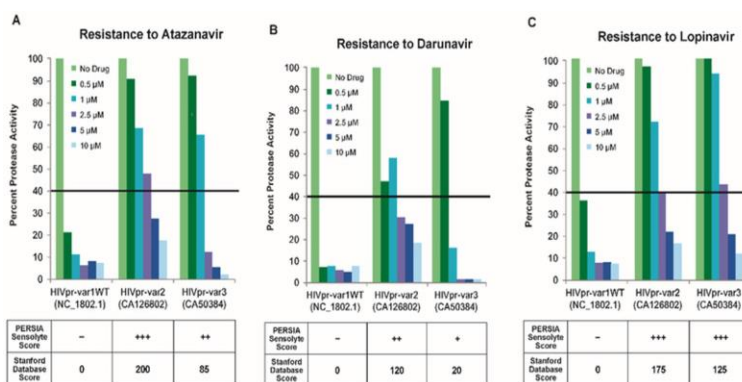 A
Resistance to Atazanavir
Percent Protease Activity
100
90
80
70
60
50
40
30
20
10
0
No Drug
0.5 µM
1 µM
2.5 µM
5 µM
10 µM
HIVpr-var1WT HIVpr-var2 HIVpr-var3
(NC_1802.1) (CA126802) (CA50384)
PERSIA
Sensolyte
Score
– +++ ++
Stanford
Database
Score
0 200 85
B
Resistance to Darunavir
Percent Protease Activity
100
90
80
70
60
50
40
30
20
10
0
No Drug
0.5 µM
1 µM
2.5 µM
5 µM
10 µM
HIVpr-var1WT HIVpr-var2 HIVpr-var3
(NC_1802.1) (CA126802) (CA50384)
PERSIA
Sensolyte
Score
– ++ +
Stanford
Database
Score
0 120 20
C
Resistance to Lopinavir
Percent Protease Activity
100
90
80
70
60
50
40
30
20
10
0
No Drug
0.5 µM
1 µM
2.5 µM
5 µM
10 µM
HIVpr-var1WT HIVpr-var2 HIVpr-var3
(NC_1802.1) (CA126802) (CA50384)
PERSIA
Sensolyte
Score
– +++ +++
Stanford
Database
Score
0 175 125